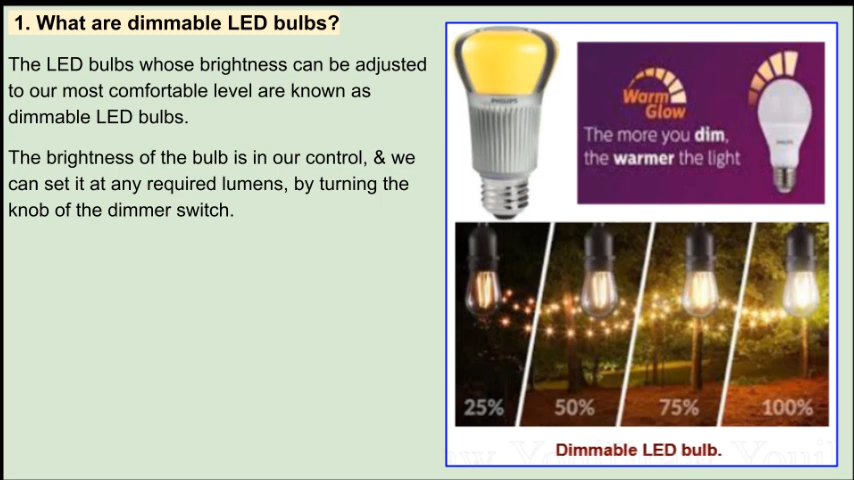 1. What are dimmable LED bulbs?
The LED bulbs whose brightness can be adjusted
to our most comfortable level are known as
dimmable LED bulbs.
The brightness of the bulb is in our control, & we
can set it at any required lumens, by turning the
knob of the dimmer switch.
PHILIPS
Warm
Glow
The more you dim,
the warmer the light
25% 50% 75% 100%
Dimmable LED bulb.